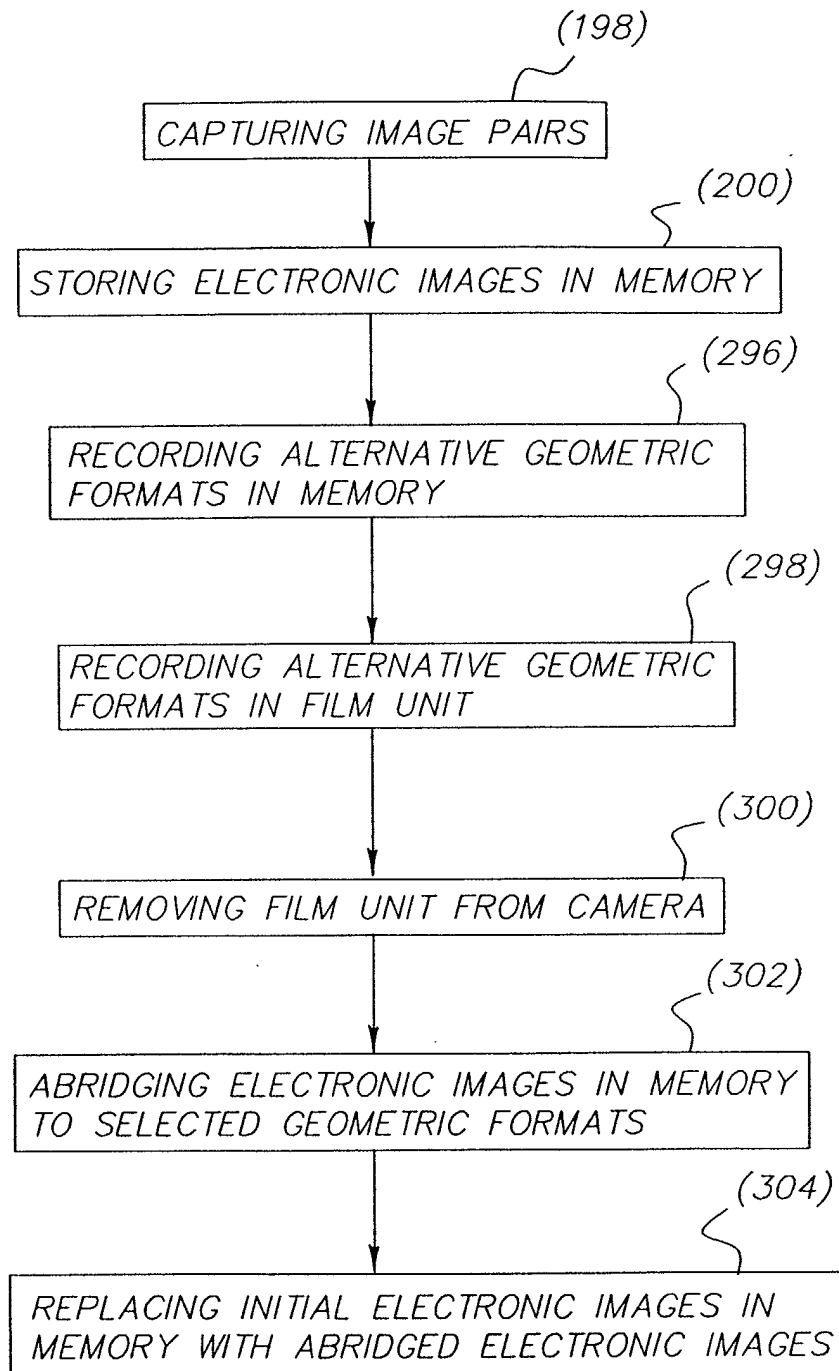 (198)
CAPTURING IMAGE PAIRS
(200)
STORING ELECTRONIC IMAGES IN MEMORY
(296)
RECORDING ALTERNATIVE GEOMETRIC
FORMATS IN MEMORY
(298)
RECORDING ALTERNATIVE GEOMETRIC
FORMATS IN FILM UNIT
(300)
REMOVING FILM UNIT FROM CAMERA
(302)
ABRIDGING ELECTRONIC IMAGES IN MEMORY
TO SELECTED GEOMETRIC FORMATS
(304)
REPLACING INITIAL ELECTRONIC IMAGES IN
MEMORY WITH ABRIDGED ELECTRONIC IMAGES